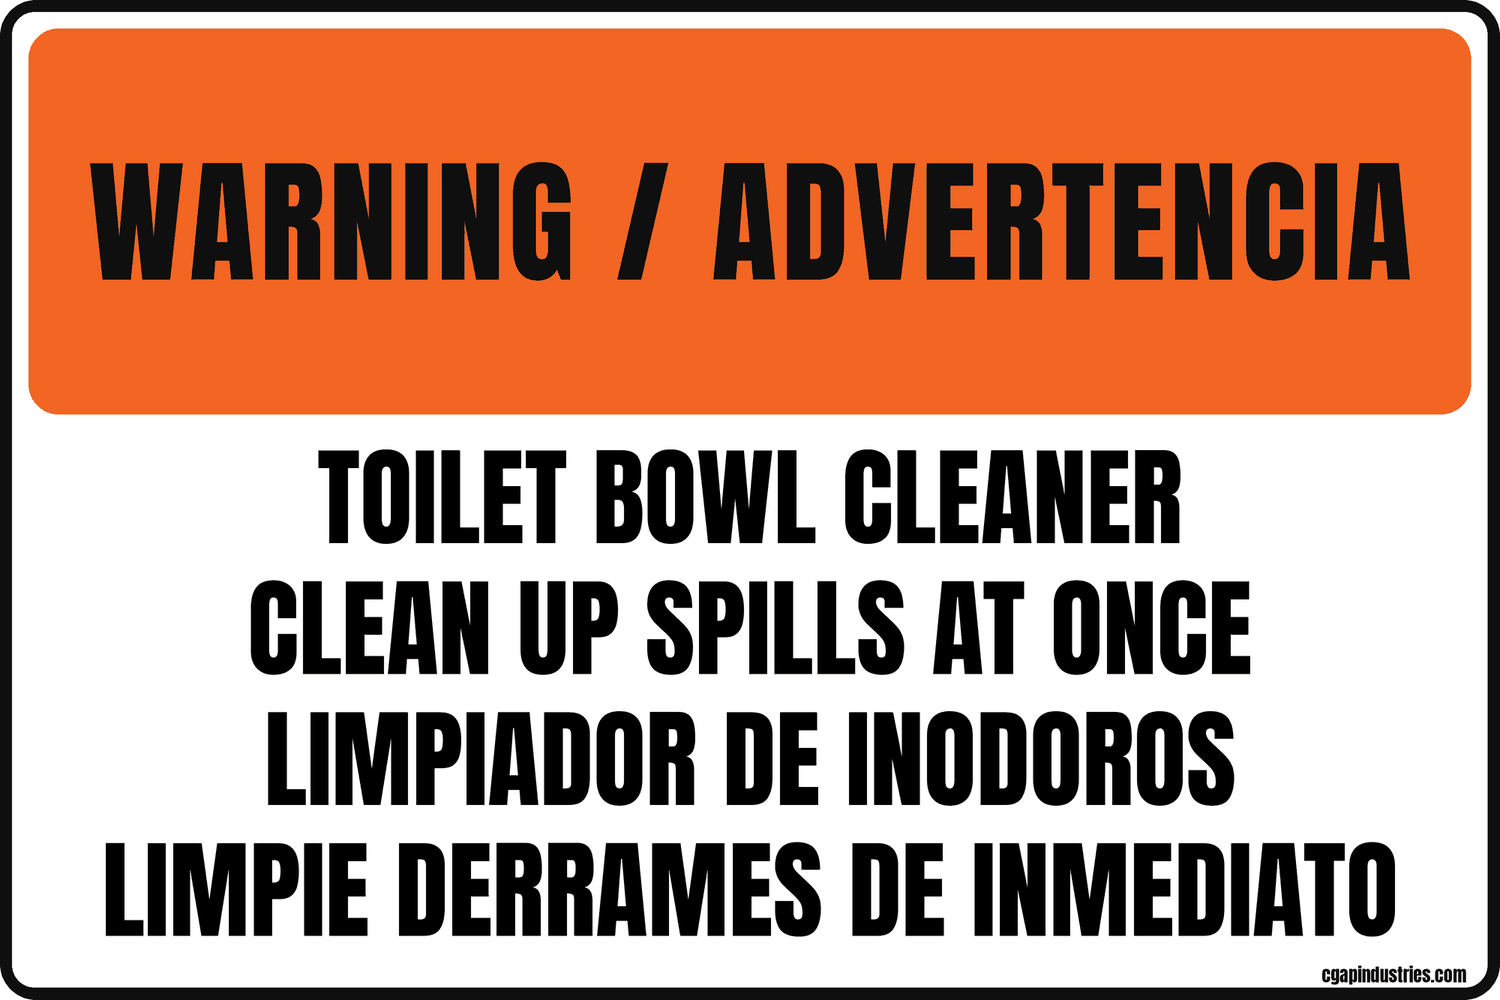 WARNING / ADVERTENCIA
TOILET BOWL CLEANER
CLEAN UP SPILLS AT ONCE
LIMPIADOR DE INODOROS
LIMPIE DERRAMES DE INMEDIATO
cgapindustries.com